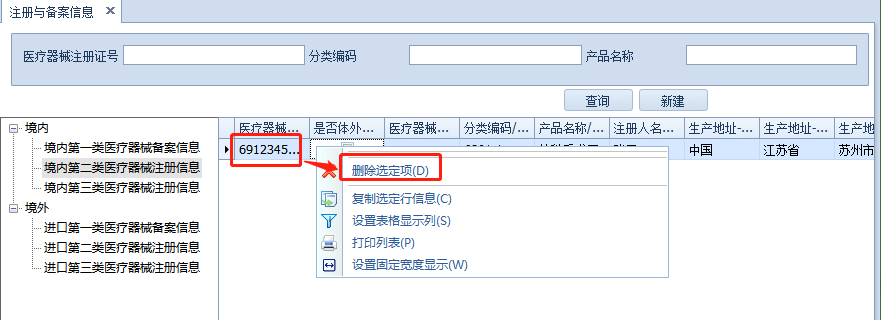 注册与备案信息
医疗器械注册证号 分类编码 产品名称
查询 新建
境内
境内第一类医疗器械备案信息
境内第二类医疗器械注册信息
境内第三类医疗器械注册信息
境外
进口第一类医疗器械备案信息
进口第二类医疗器械注册信息
进口第三类医疗器械注册信息
医疗器械... 是否体外... 医疗器械... 分类编码/... 产品名称/... 注册人名... 生产地址-... 生产地址-... 生产地
6912345... 中国 江苏省 苏州市
删除选定项(D)
复制选定行信息(C)
设置表格显示列(S)
打印列表(P)
设置固定宽度显示(W)